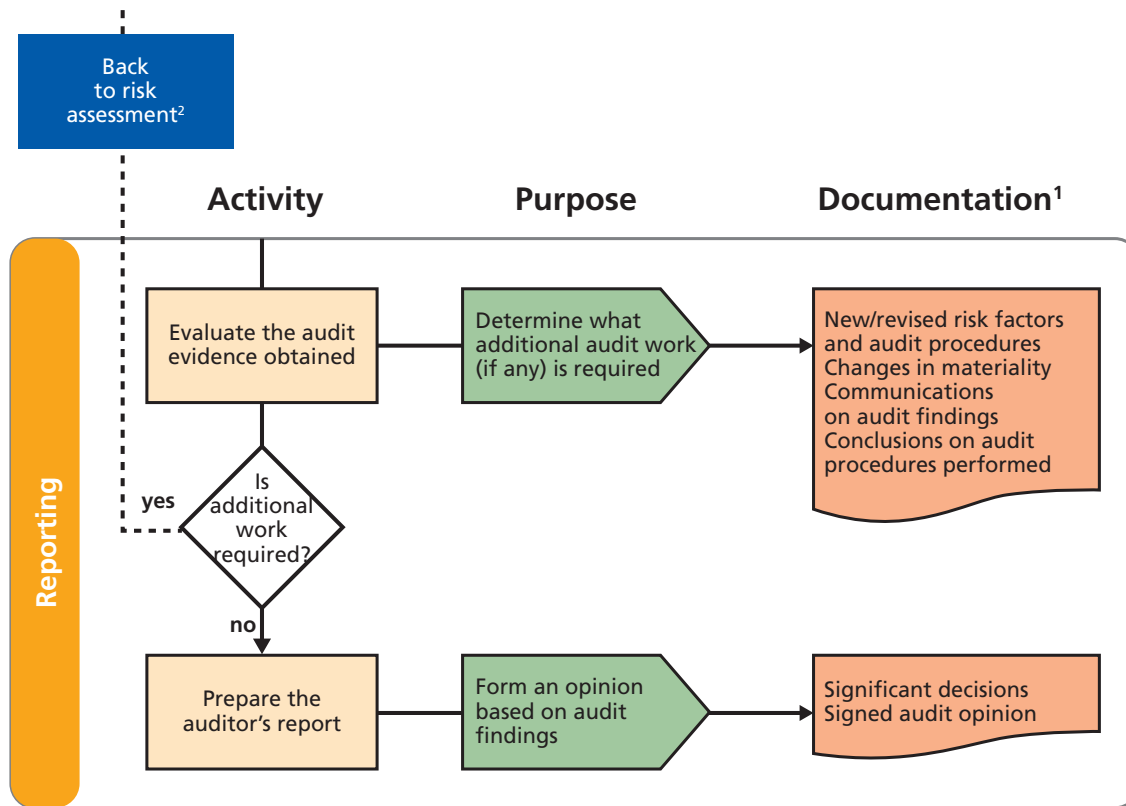 Back
to risk
assessment²
Activity
Purpose
Documentation¹
Reporting
Evaluate the audit
evidence obtained
Determine what
additional audit work
(if any) is required
New/revised risk factors
and audit procedures
Changes in materiality
Communications
on audit findings
Conclusions on audit
procedures performed
yes
Is
additional
work
required?
no
Prepare the
auditor’s report
Form an opinion
based on audit
findings
Significant decisions
Signed audit opinion